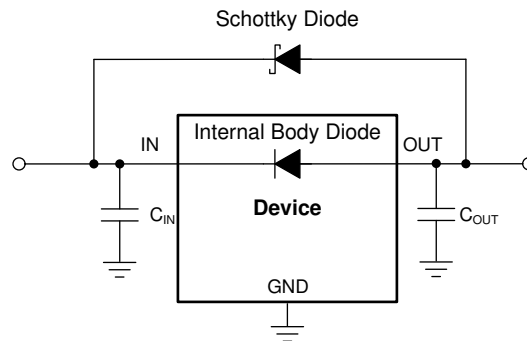 Schottky Diode
Internal Body Diode
IN
OUT
Device
CIN
COUT
GND